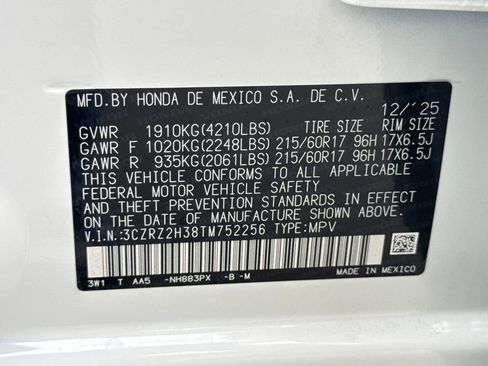 MFD.BY HONDA DE MEXICO S.A. DE C.V. 12/'25
GVWR 1910KG(4210LBS) TIRE SIZE RIM SIZE
GAWR F 1020KG(2248LBS) 215/60R17 96H 17X6.5J
GAWR R 935KG(2061LBS) 215/60R17 96H 17X6.5J
THIS VEHICLE CONFORMS TO ALL APPLICABLE
FEDERAL MOTOR VEHICLE SAFETY
AND THEFT PREVENTION STANDARDS IN EFFECT
ON THE DATE OF MANUFACTURE SHOWN ABOVE.
V.I.N.:3CZRZ2H38TM752256 TYPE:MPV
3W1 T AA5 -NH883PX -B -M MADE IN MEXICO